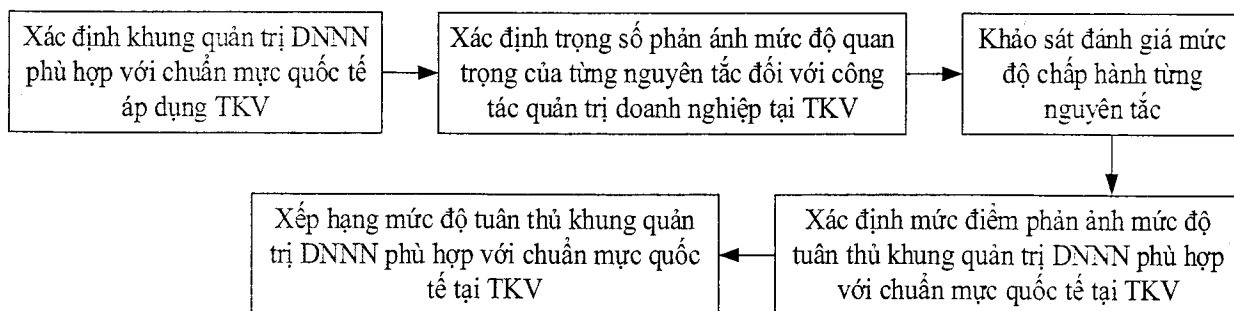 Xác định khung quản trị DNNN
phù hợp với chuẩn mực quốc tế
áp dụng TKV
Xác định trọng số phản ánh mức độ quan
trọng của từng nguyên tắc đối với công
tác quản trị doanh nghiệp tại TKV
Khảo sát đánh giá mức
độ chấp hành từng
nguyên tắc
Xác định mức điểm phản ảnh mức độ
tuân thủ khung quản trị DNNN phù hợp
với chuẩn mực quốc tế tại TKV
Xếp hạng mức độ tuân thủ khung quản
trị DNNN phù hợp với chuẩn mực quốc
tế tại TKV